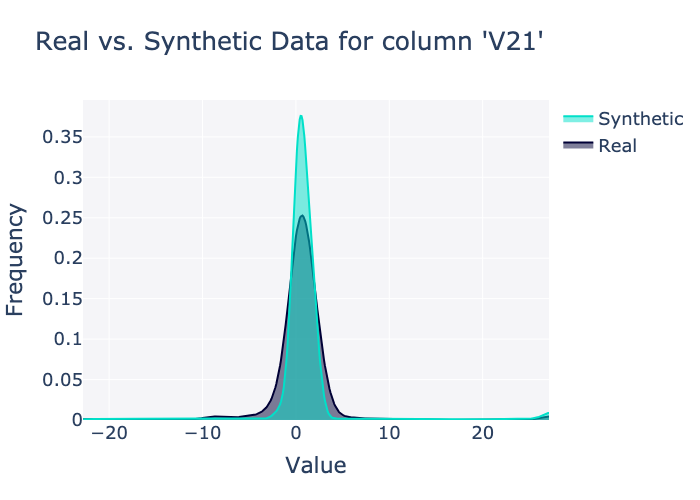 Real vs. Synthetic Data for column 'V21'
Synthetic
Real
Frequency
0.35
0.3
0.25
0.2
0.15
0.1
0.05
0
−20
−10
0
10
20
Value